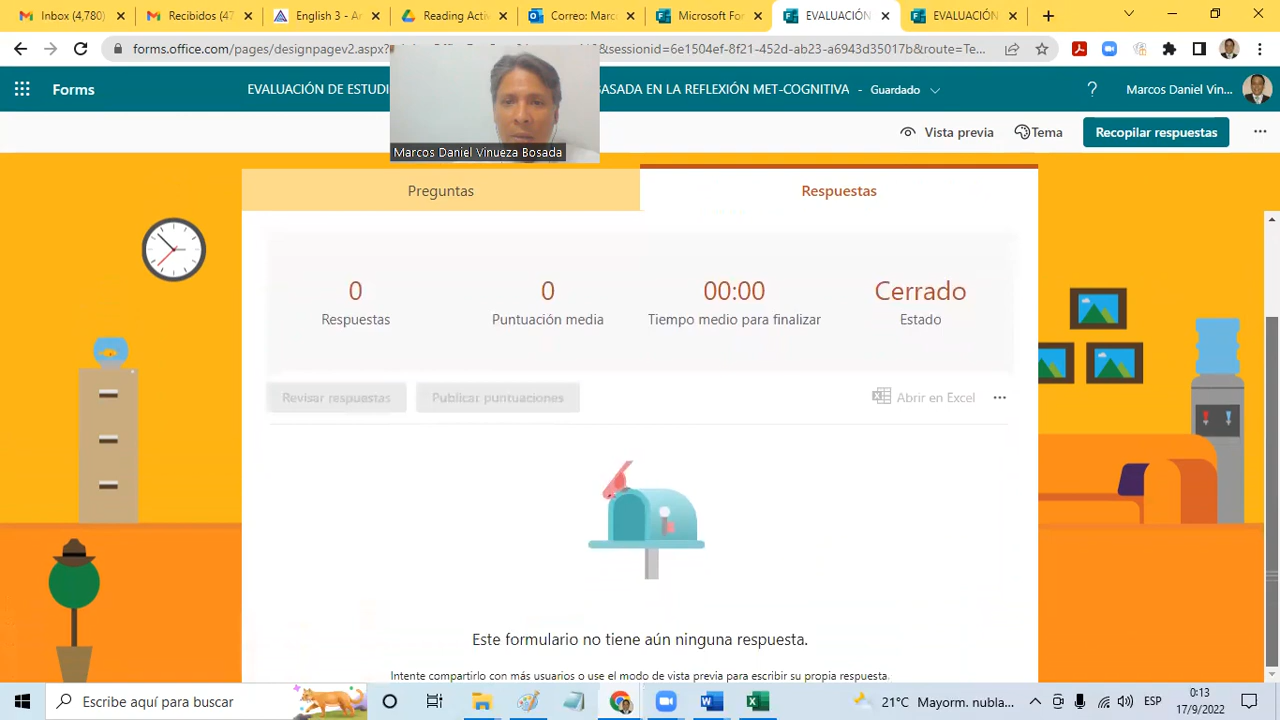 Inbox (4,780)
Recibidos (47
English 3 - Ar
Reading Activ
Correo: Marco
Microsoft For
EVALUACIÓN
EVALUACIÓN
forms.office.com/pages/designpagev2.aspx?
&sessionid=6e1504ef-8f21-452d-ab23-a6943d35017b&route=Te...
Forms
EVALUACIÓN DE ESTUDI
BASADA EN LA REFLEXIÓN MET-COGNITIVA - Guardado
?
Marcos Daniel Vin...
Vista previa
Tema
Recopilar respuestas
Marcos Daniel Vinueza Bosada
Preguntas
Respuestas
0
0
00:00
Cerrado
Respuestas
Puntuación media
Tiempo medio para finalizar
Estado
Revisar respuestas
Publicar puntuaciones
Abrir en Excel
Este formulario no tiene aún ninguna respuesta.
Intente compartirlo con más usuarios o use el modo de vista previa para escribir su propia respuesta.
Escribe aquí para buscar
21°C Mayorm. nubla...
ESP
0:13
17/9/2022